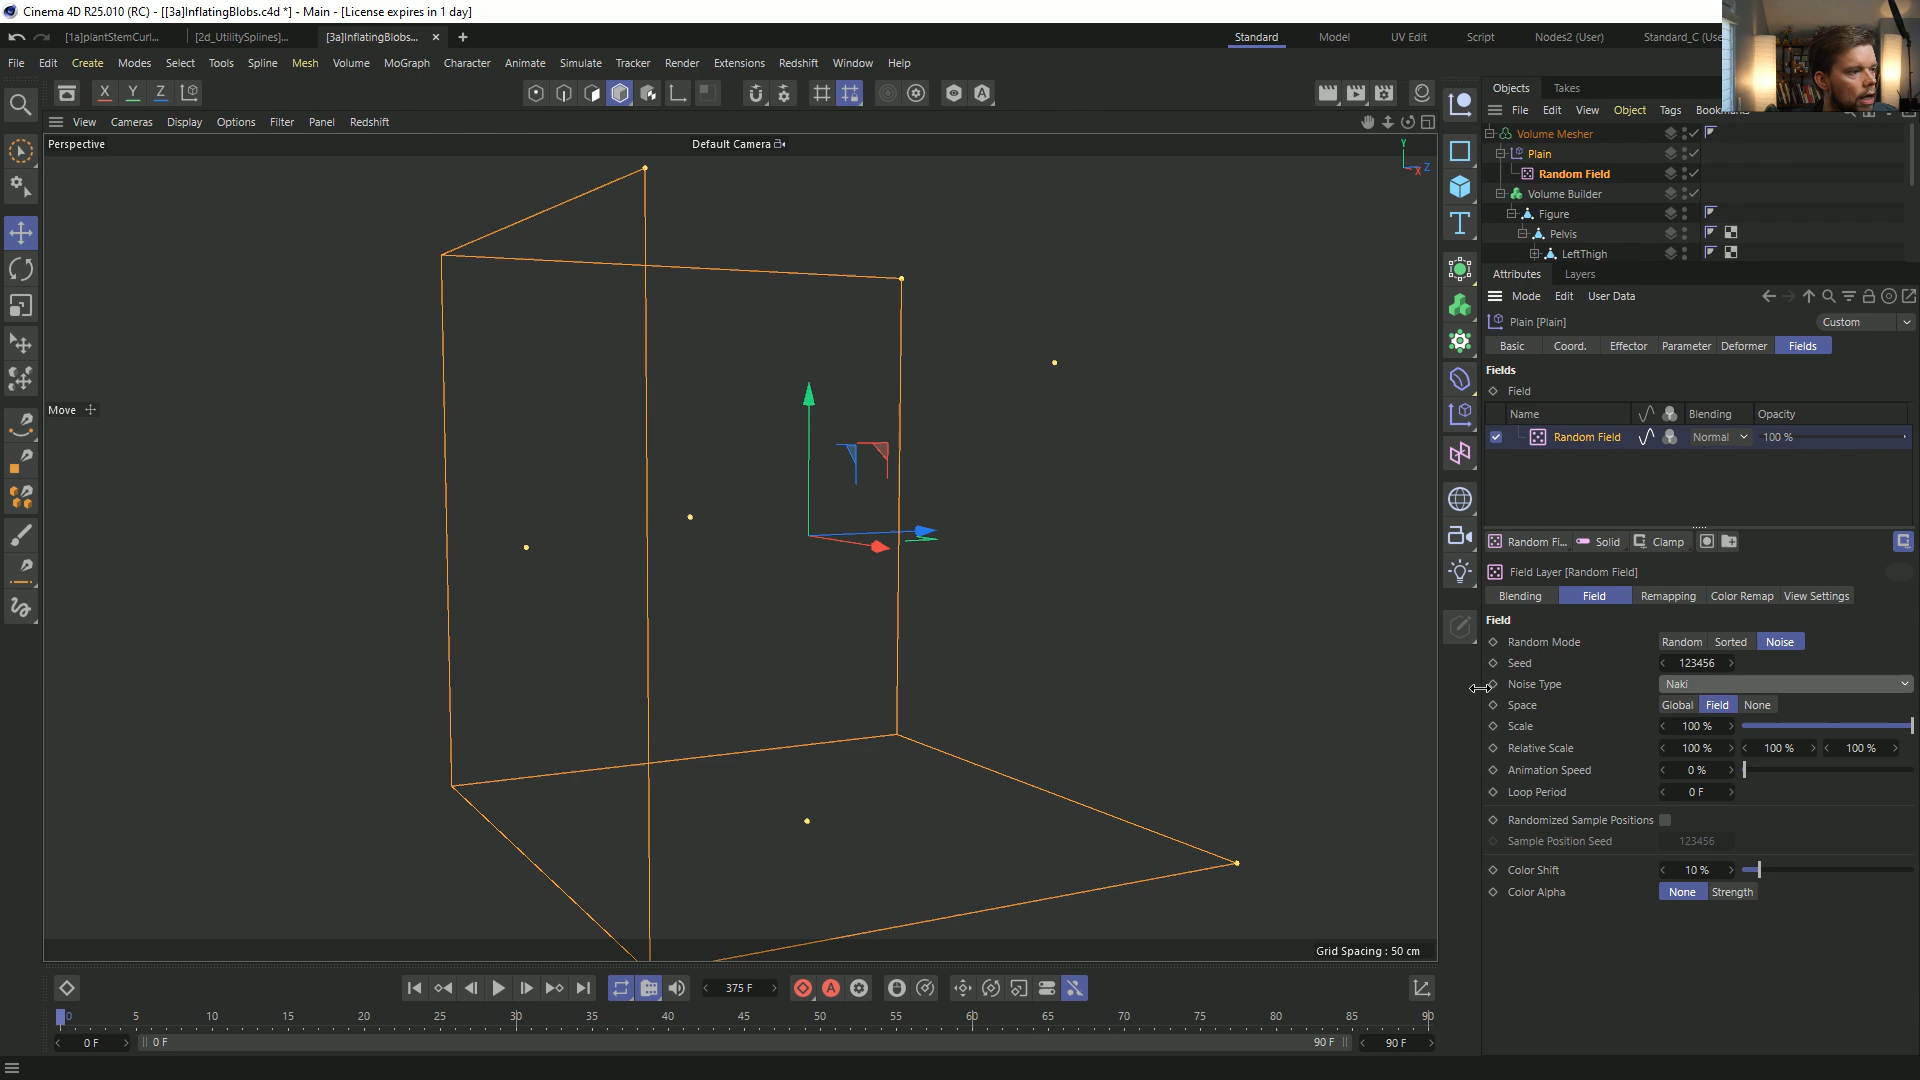 Cinema 4D R25.010 (RC) - [[3a]InflatingBlobs.c4d *] - Main - [License expires in 1 day]
[1a]plantStemCurl... [2d_UtilitySplines]... [3a]InflatingBlobs... × +
Standard Model UV Edit Script Nodes2 (User) Standard_C (Use
File Edit Create Modes Select Tools Spline Mesh Volume MoGraph Character Animate Simulate Tracker Render Extensions Redshift Window Help
X Y Z
Objects Takes
File Edit View Object Tags
View Cameras Display Options Filter Panel Redshift
Perspective
Default Camera
Y
Z
X
Volume Mesher
Plain
Random Field
Volume Builder
Figure
Pelvis
LeftThigh
Attributes Layers
Mode Edit User Data
Plain [Plain]
Custom
Basic Coord. Effector Parameter Deformer Fields
Fields
Field
Name Blending Opacity
Random Field Normal 100 %
Move
Random Fi... Solid Clamp
Field Layer [Random Field]
Blending Field Remapping Color Remap View Settings
Field
Random Mode Random Sorted Noise
Seed 123456
Noise Type Naki
Space Global Field None
Scale 100 %
Relative Scale 100 % 100 % 100 %
Animation Speed 0 %
Loop Period 0 F
Randomized Sample Positions
Sample Position Seed 123456
Color Shift 10 %
Color Alpha None Strength
Grid Spacing : 50 cm
375 F
0 5 10 15 20 25 30 35 40 45 50 55 60 65 70 75 80 85 90
0 F 0 F 90 F 90 F